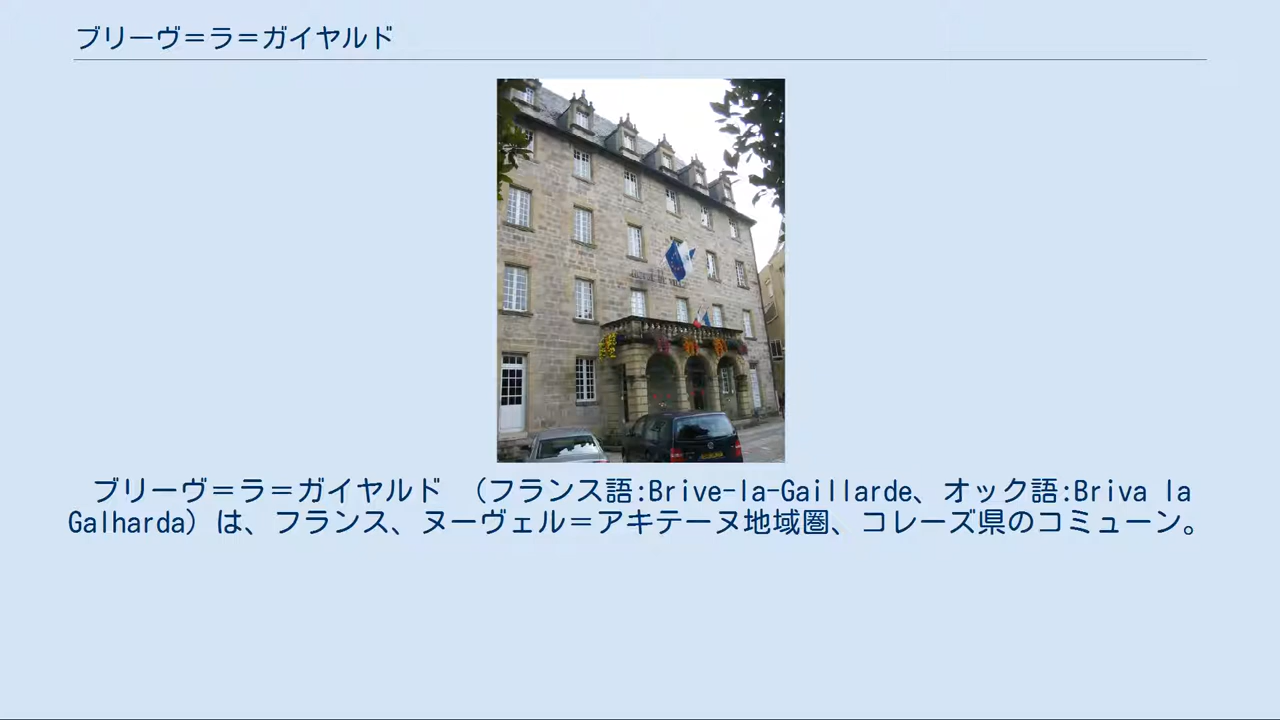 ブリーヴ＝ラ＝ガイヤルド
HOTEL DE VILLE
ブリーヴ＝ラ＝ガイヤルド （フランス語:Brive-la-Gaillarde、オック語:Briva la
Galharda）は、フランス、ヌーヴェル＝アキテーヌ地域圏、コレーズ県のコミューン。